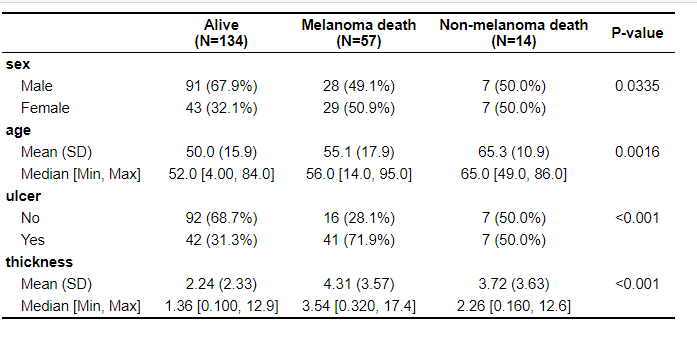 Alive Melanoma death Non-melanoma death P-value
(N=134) (N=57) (N=14)
sex
Male 91 (67.9%) 28 (49.1%) 7 (50.0%) 0.0335
Female 43 (32.1%) 29 (50.9%) 7 (50.0%)
age
Mean (SD) 50.0 (15.9) 55.1 (17.9) 65.3 (10.9) 0.0016
Median [Min, Max] 52.0 [4.00, 84.0] 56.0 [14.0, 95.0] 65.0 [49.0, 86.0]
ulcer
No 92 (68.7%) 16 (28.1%) 7 (50.0%) <0.001
Yes 42 (31.3%) 41 (71.9%) 7 (50.0%)
thickness
Mean (SD) 2.24 (2.33) 4.31 (3.57) 3.72 (3.63) <0.001
Median [Min, Max] 1.36 [0.100, 12.9] 3.54 [0.320, 17.4] 2.26 [0.160, 12.6]